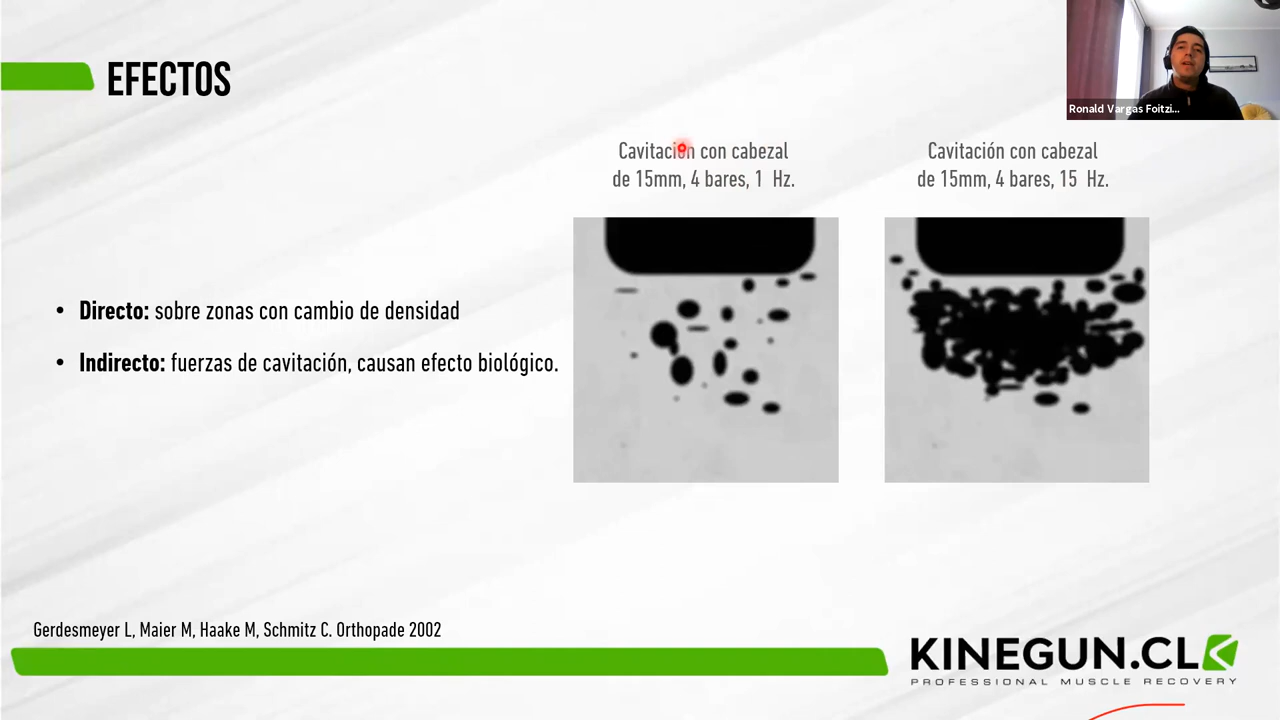 EFECTOS
Ronald Vargas Foitzi...
Cavitación con cabezal
de 15mm, 4 bares, 1 Hz.
Cavitación con cabezal
de 15mm, 4 bares, 15 Hz.
• Directo: sobre zonas con cambio de densidad
• Indirecto: fuerzas de cavitación, causan efecto biológico.
Gerdesmeyer L, Maier M, Haake M, Schmitz C. Orthopade 2002
KINEGUN.CL
PROFESSIONAL MUSCLE RECOVERY